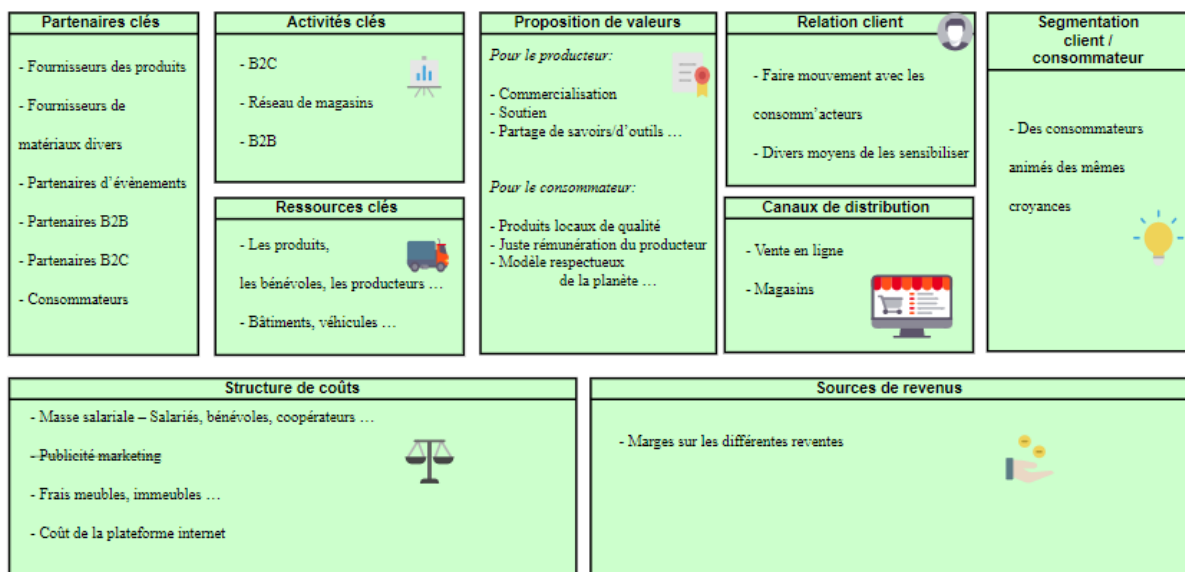 Partenaires clés
- Fournisseurs des produits
- Fournisseurs de
matériaux divers
- Partenaires d’évènements
- Partenaires B2B
- Partenaires B2C
- Consommateurs
Activités clés
- B2C
- Réseau de magasins
- B2B
Ressources clés
- Les produits,
les bénévoles, les producteurs …
- Bâtiments, véhicules …
Proposition de valeurs
Pour le producteur:
- Commercialisation
- Soutien
- Partage de savoirs/d’outils …
Pour le consommateur:
- Produits locaux de qualité
- Juste rémunération du producteur
- Modèle respectueux
de la planète …
Relation client
- Faire mouvement avec les
consomm’acteurs
- Divers moyens de les sensibiliser
Canaux de distribution
- Vente en ligne
- Magasins
Segmentation
client /
consommateur
- Des consommateurs
animés des mêmes
croyances
Structure de coûts
- Masse salariale – Salariés, bénévoles, coopérateurs …
- Publicité marketing
- Frais meubles, immeubles …
- Coût de la plateforme internet
Sources de revenus
- Marges sur les différentes reventes